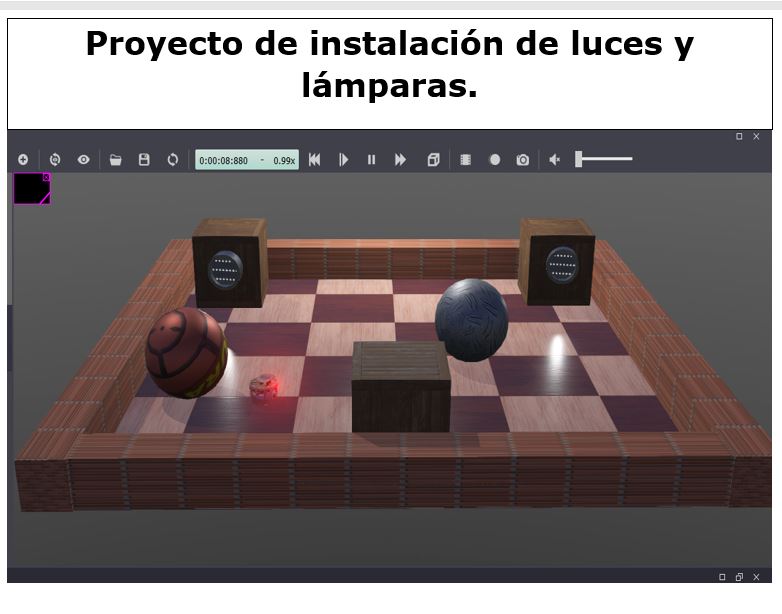 Proyecto de instalación de luces y
lámparas.
0:00:08:880 - 0.99x